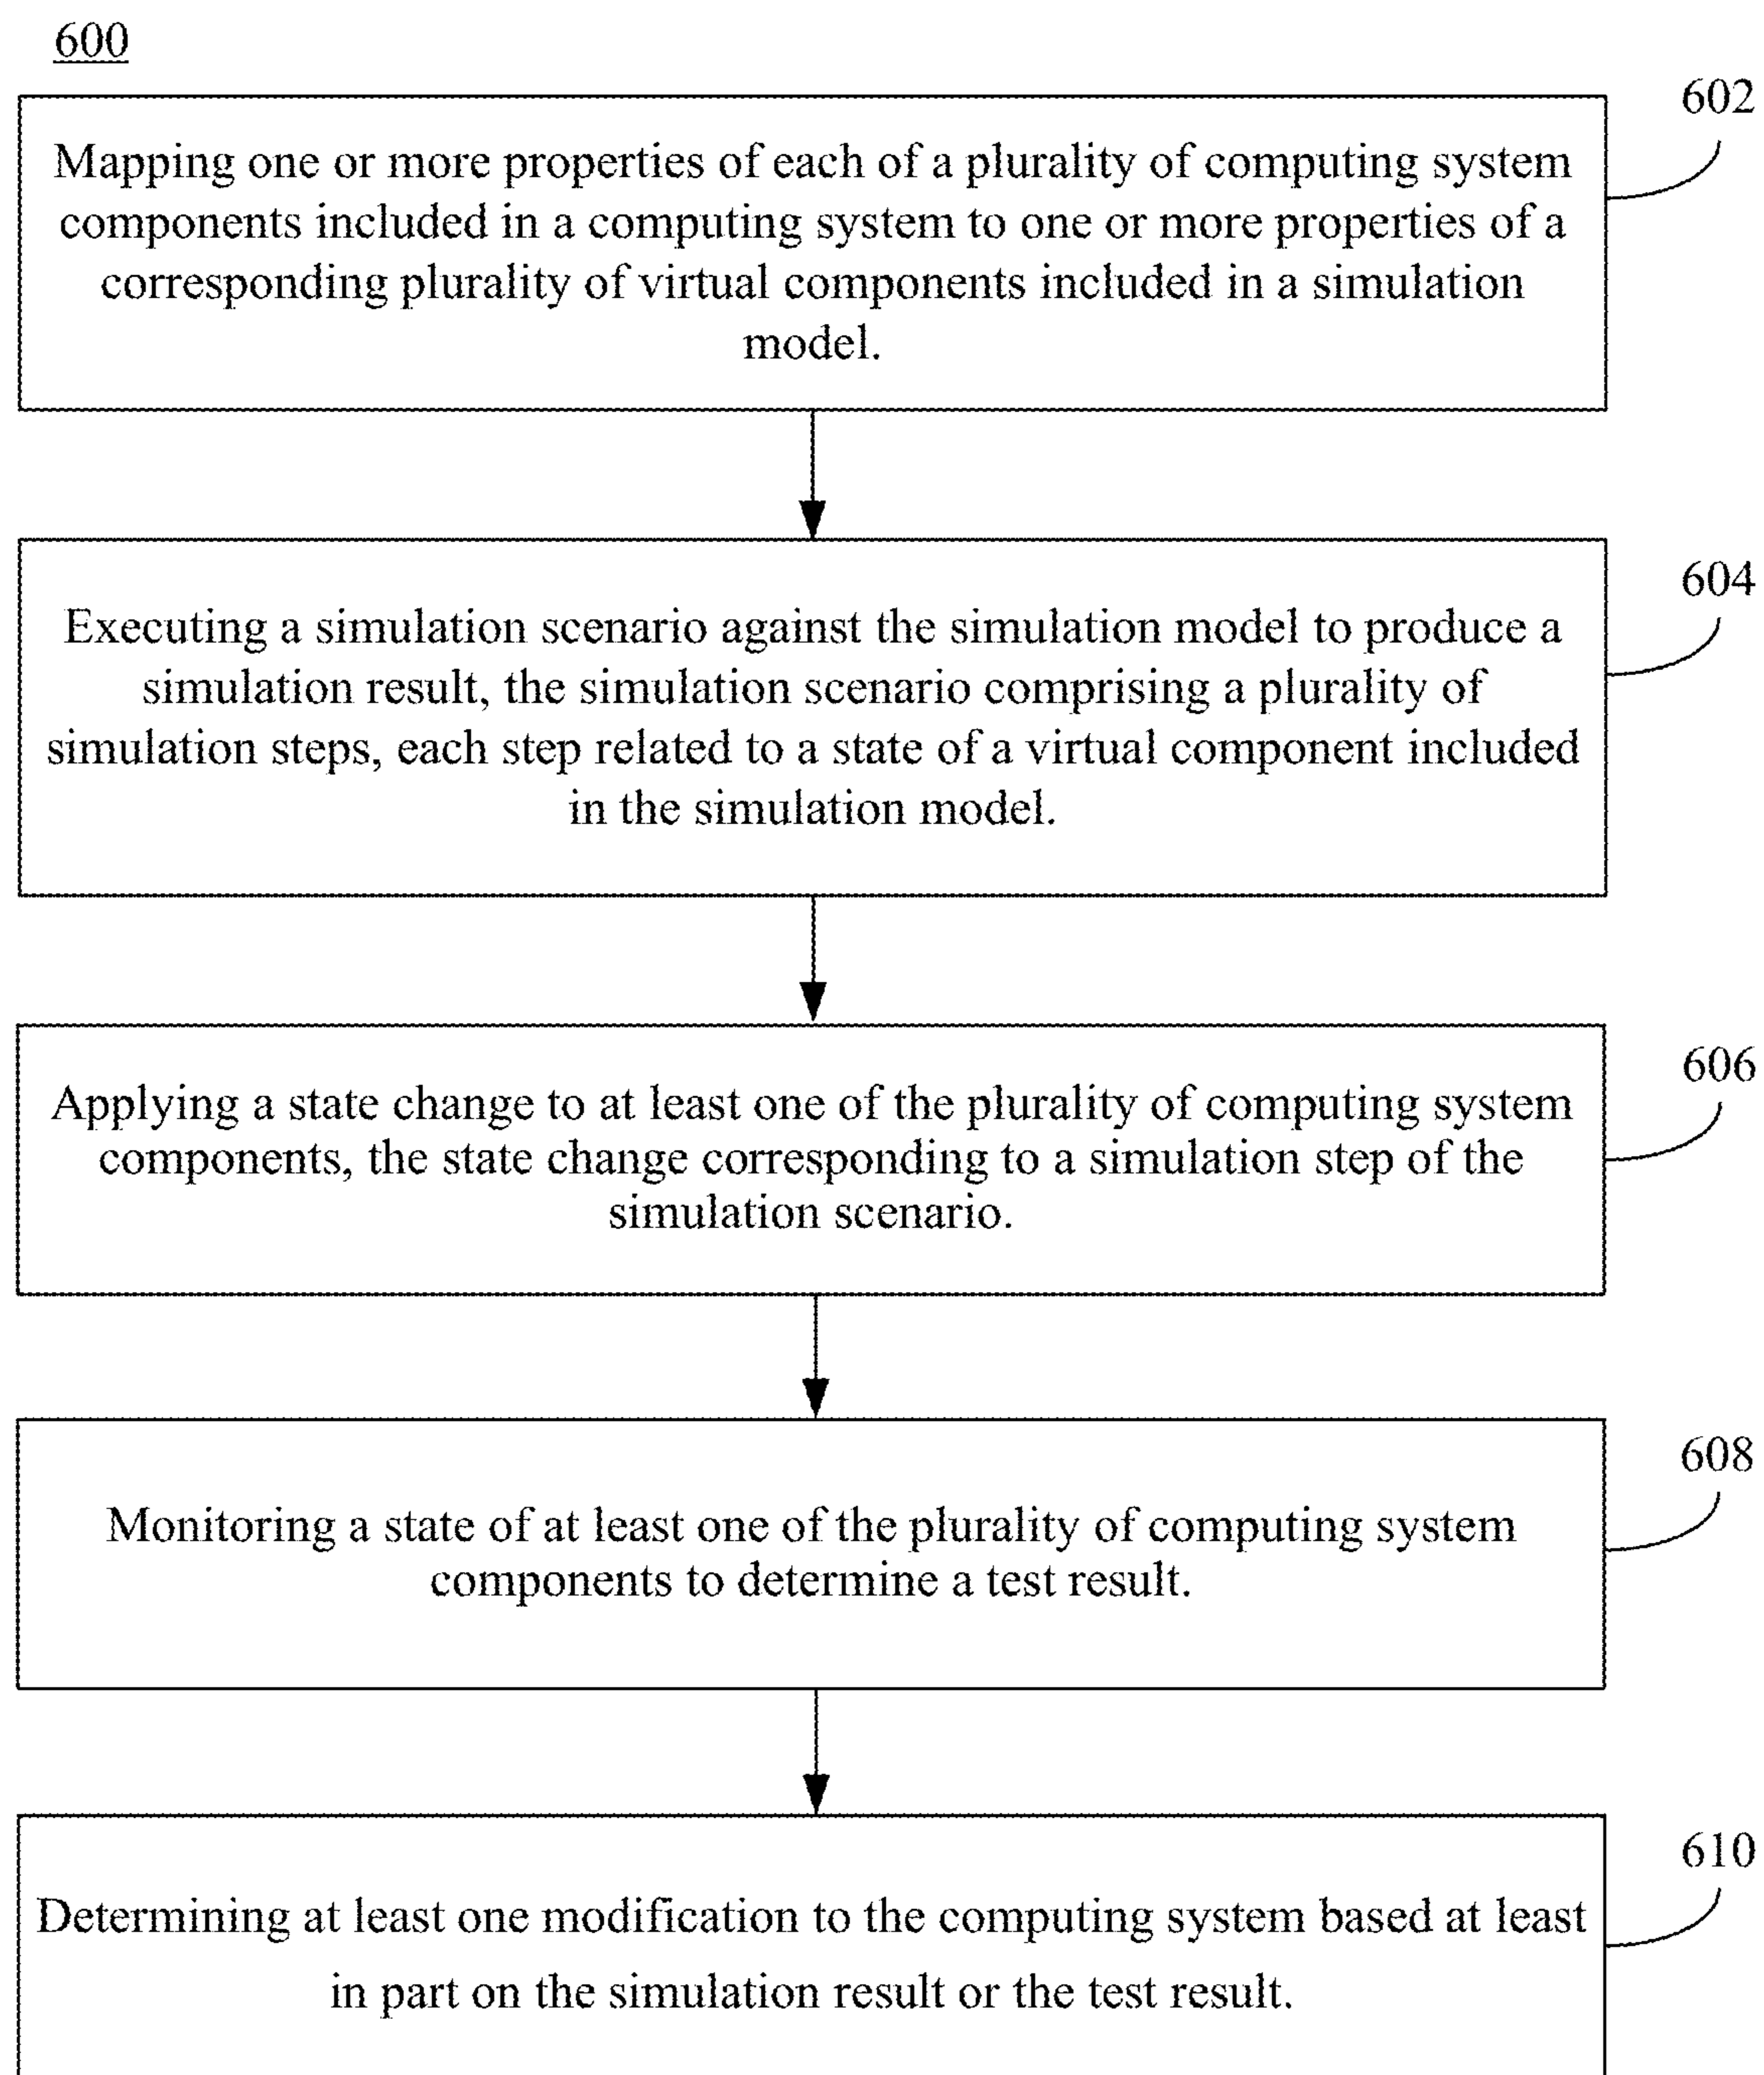 600
602
Mapping one or more properties of each of a plurality of computing system
components included in a computing system to one or more properties of a
corresponding plurality of virtual components included in a simulation
model.
604
Executing a simulation scenario against the simulation model to produce a
simulation result, the simulation scenario comprising a plurality of
simulation steps, each step related to a state of a virtual component included
in the simulation model.
606
Applying a state change to at least one of the plurality of computing system
components, the state change corresponding to a simulation step of the
simulation scenario.
608
Monitoring a state of at least one of the plurality of computing system
components to determine a test result.
610
Determining at least one modification to the computing system based at least
in part on the simulation result or the test result.